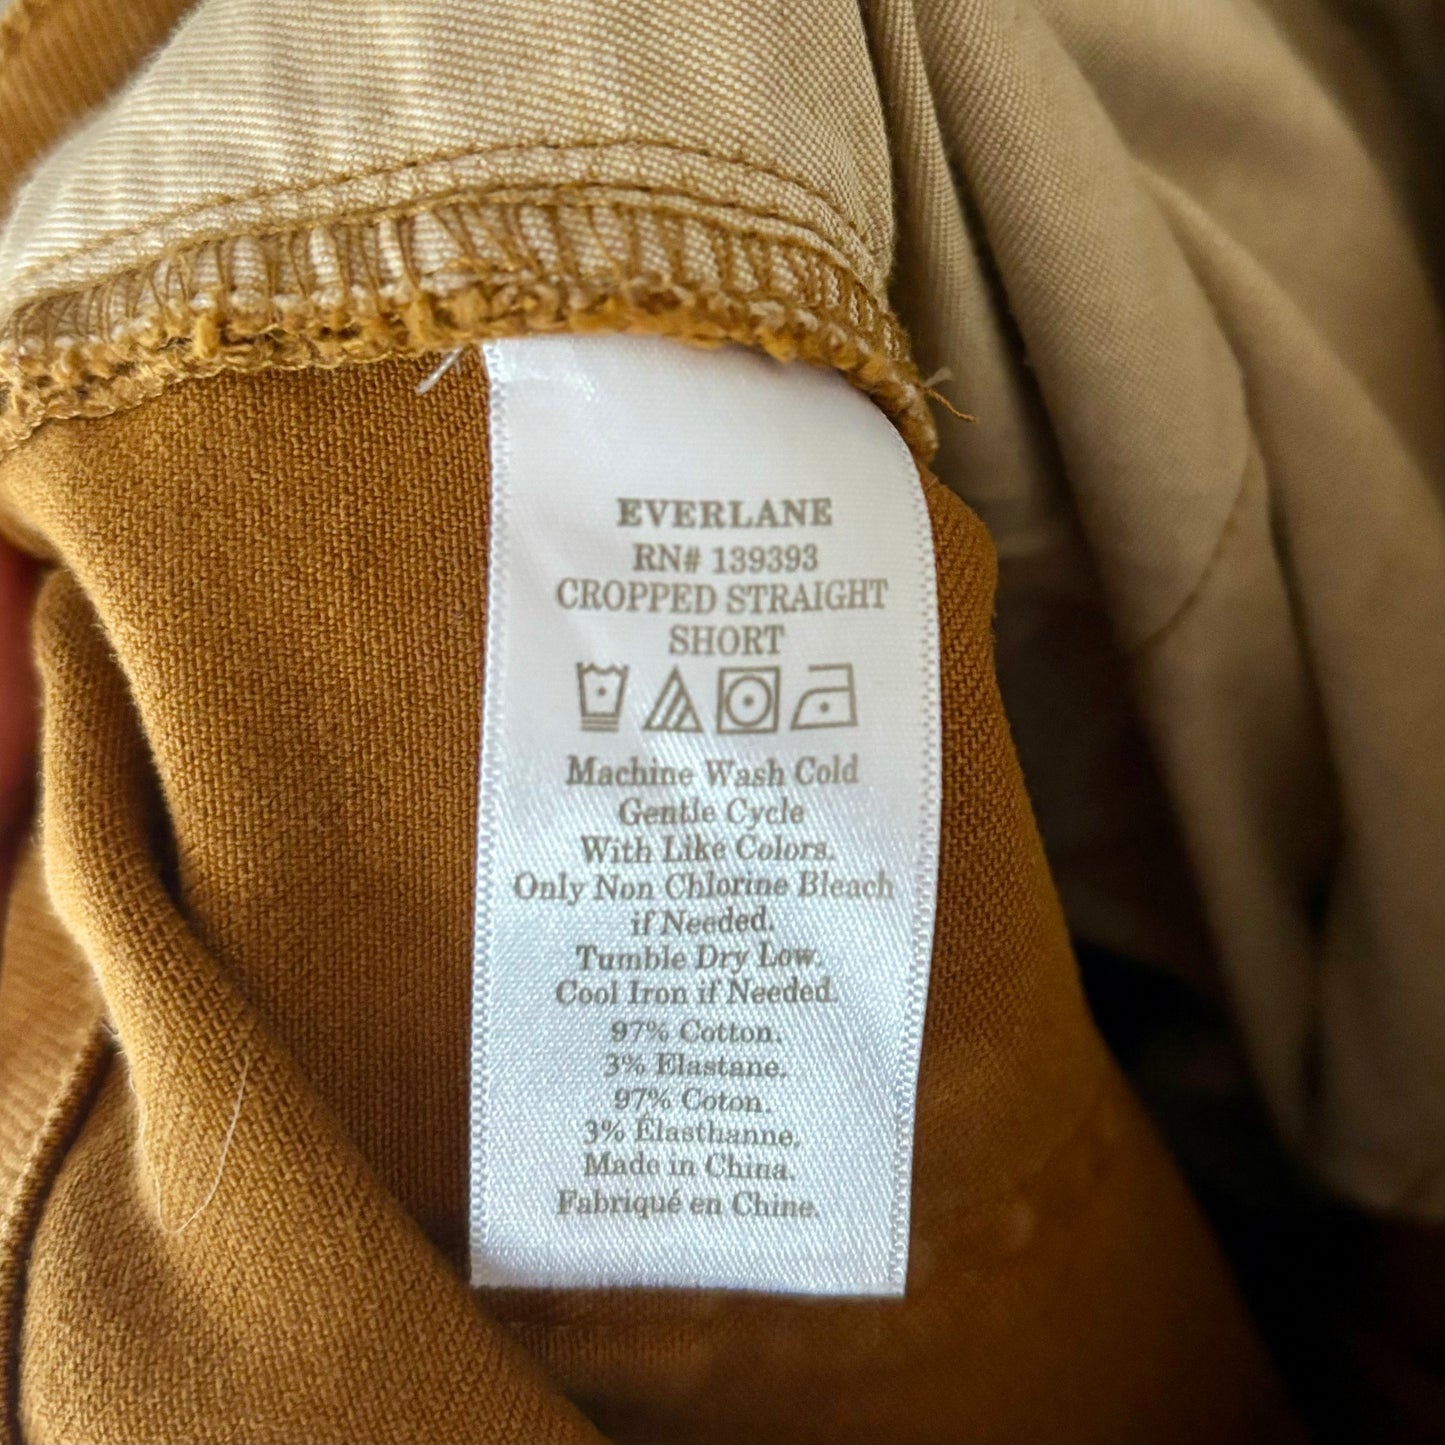 EVERLANE
RN# 139393
CROPPED STRAIGHT
SHORT
Machine Wash Cold
Gentle Cycle
With Like Colors.
Only Non Chlorine Bleach
if Needed.
Tumble Dry Low.
Cool Iron if Needed.
97% Cotton.
3% Elastane.
97% Coton.
3% Élasthanne.
Made in China.
Fabriqué en Chine.